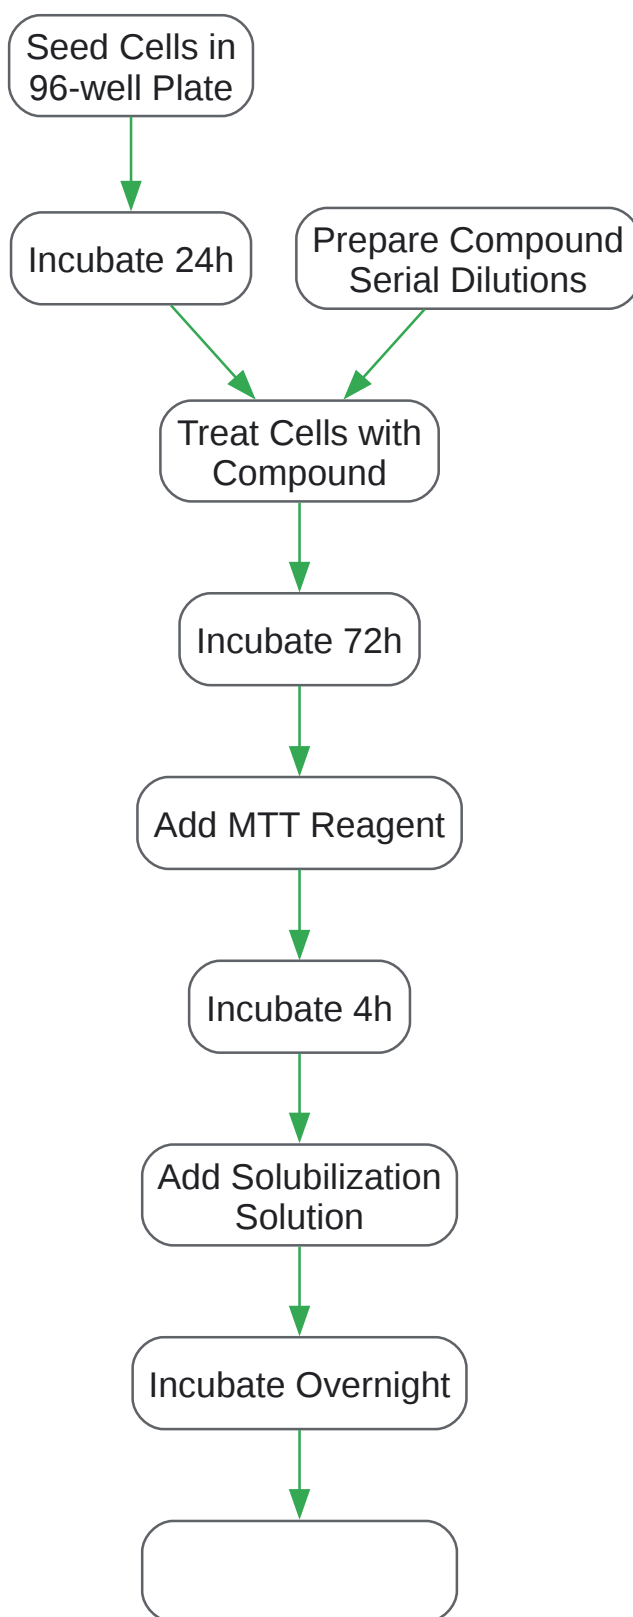 Seed Cells in
96-well Plate
Incubate 24h
Prepare Compound
Serial Dilutions
Treat Cells with
Compound
Incubate 72h
Add MTT Reagent
Incubate 4h
Add Solubilization
Solution
Incubate Overnight